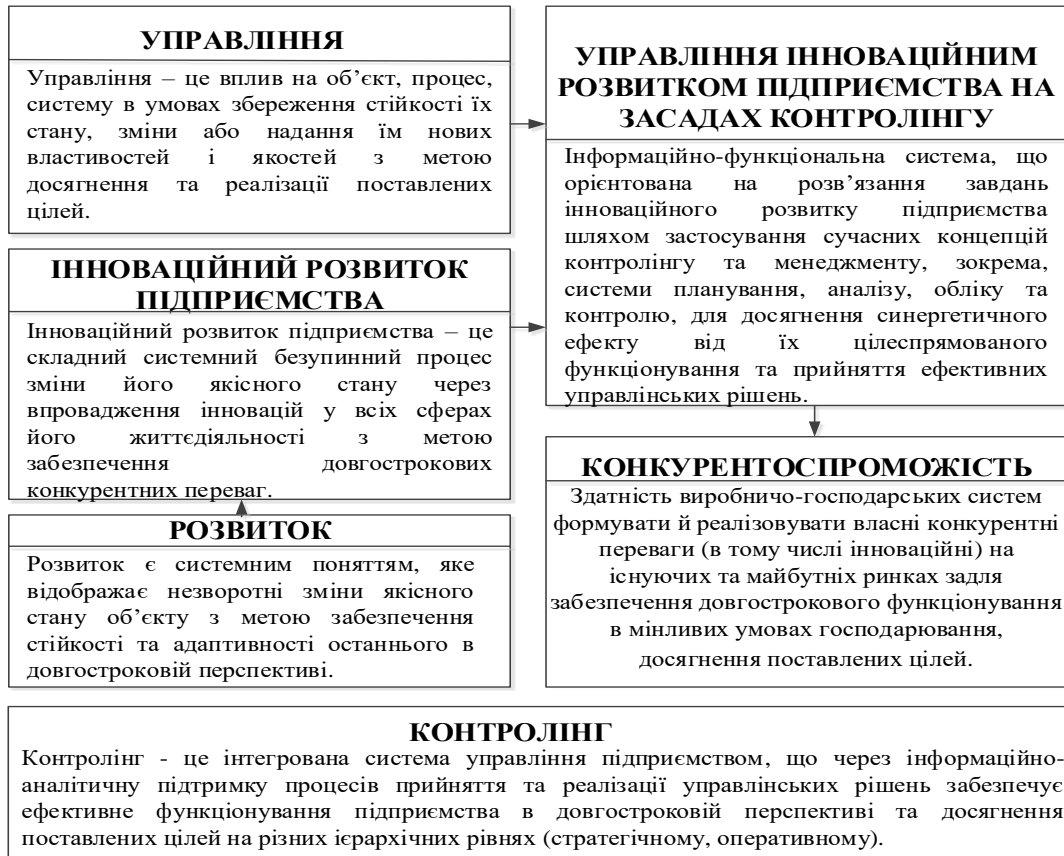 УПРАВЛІННЯ
Управління – це вплив на об’єкт, процес,
систему в умовах збереження стійкості їх
стану, зміни або надання їм нових
властивостей і якостей з метою
досягнення та реалізації поставлених
цілей.
ІННОВАЦІЙНИЙ РОЗВИТОК
ПІДПРИЄМСТВА
Інноваційний розвиток підприємства – це
складний системний безупинний процес
зміни його якісного стану через
впровадження інновацій у всіх сферах
його життєдіяльності з метою
забезпечення довгострокових
конкурентних переваг.
РОЗВИТОК
Розвиток є системним поняттям, яке
відображає незворотні зміни якісного
стану об’єкту з метою забезпечення
стійкості та адаптивності останнього в
довгостроковій перспективі.
УПРАВЛІННЯ ІННОВАЦІЙНИМ
РОЗВИТКОМ ПІДПРИЄМСТВА НА
ЗАСАДАХ КОНТРОЛІНГУ
Інформаційно-функціональна система, що
орієнтована на розв’язання завдань
інноваційного розвитку підприємства
шляхом застосування сучасних концепцій
контролінгу та менеджменту, зокрема,
системи планування, аналізу, обліку та
контролю, для досягнення синергетичного
ефекту від їх цілеспрямованого
функціонування та прийняття ефективних
управлінських рішень.
КОНКУРЕНТОСПРОМОЖІСТЬ
Здатність виробничо-господарських систем
формувати й реалізовувати власні конкурентні
переваги (в тому числі інноваційні) на
існуючих та майбутніх ринках задля
забезпечення довгострокового функціонування
в мінливих умовах господарювання,
досягнення поставлених цілей.
КОНТРОЛІНГ
Контролінг - це інтегрована система управління підприємством, що через інформаційно-
аналітичну підтримку процесів прийняття та реалізації управлінських рішень забезпечує
ефективне функціонування підприємства в довгостроковій перспективі та досягнення
поставлених цілей на різних ієрархічних рівнях (стратегічному, оперативному).